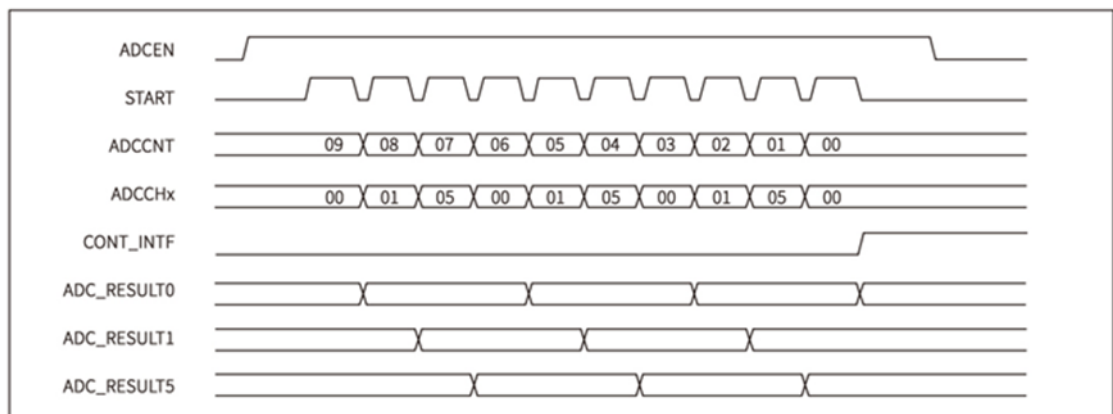 ADCEN
START
ADCCNT 09 08 07 06 05 04 03 02 01 00
ADCCHx 00 01 05 00 01 05 00 01 05 00
CONT_INTF
ADC_RESULT0
ADC_RESULT1
ADC_RESULT5